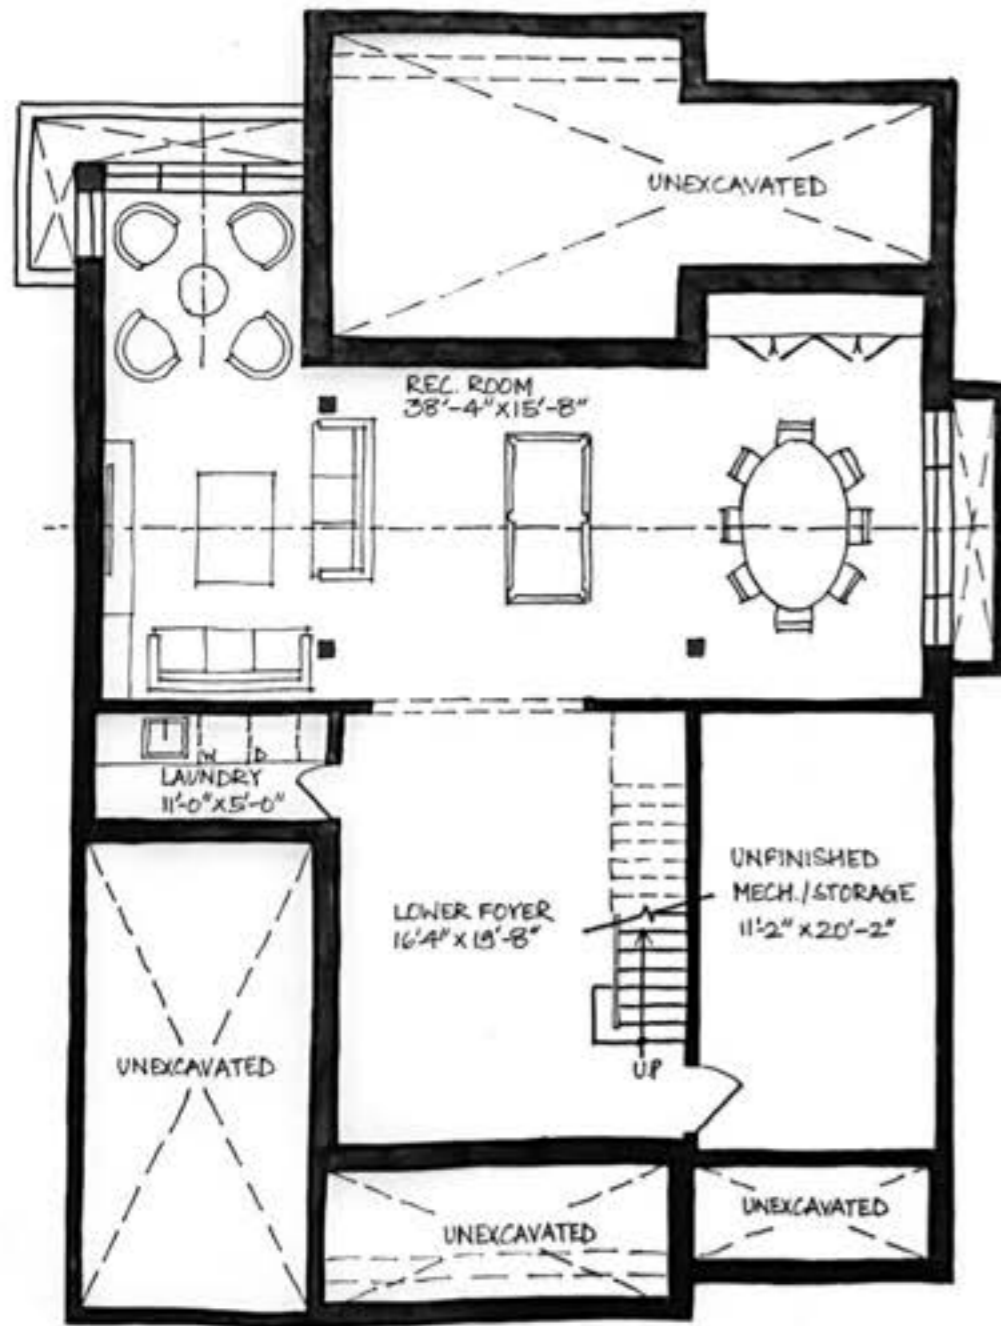 UNEXCAVATED
REC. ROOM
38'-4"X15'-8"
W D
LAUNDRY
11'-0"X5'-0"
UNFINISHED
MECH./STORAGE
11'-2" X20'-2"
LOWER FOYER
16'4" X 19'-8"
UNEXCAVATED
UP
UNEXCAVATED
UNEXCAVATED